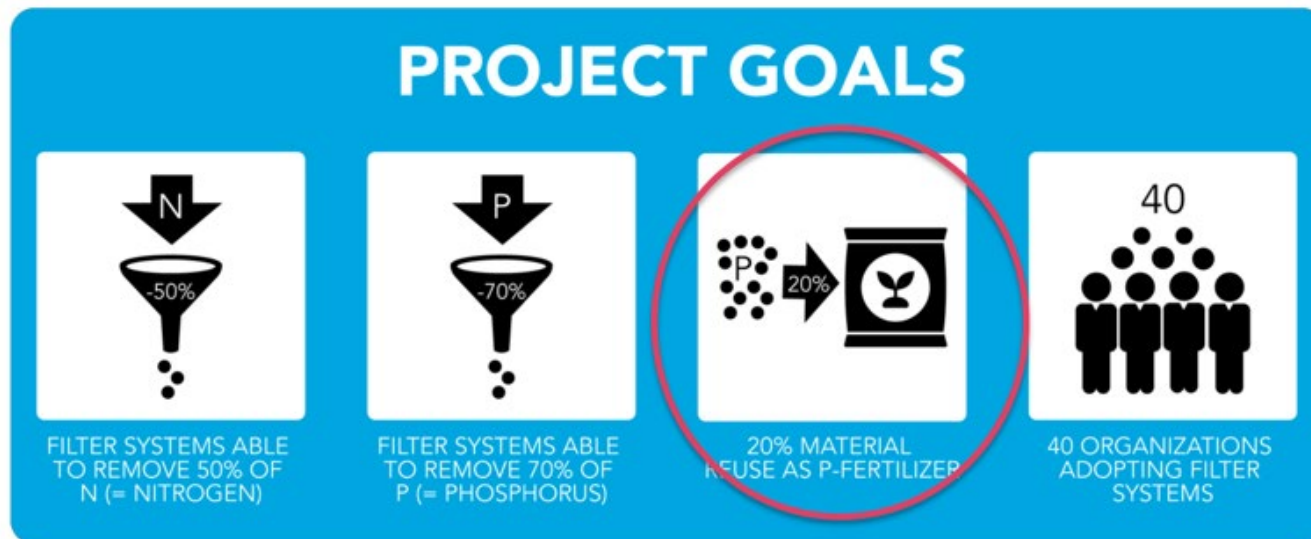 PROJECT GOALS
N
-50%
FILTER SYSTEMS ABLE
TO REMOVE 50% OF
N (= NITROGEN)
P
-70%
FILTER SYSTEMS ABLE
TO REMOVE 70% OF
P (= PHOSPHORUS)
P
20%
20% MATERIAL
REUSE AS P-FERTILIZER
40
40 ORGANIZATIONS
ADOPTING FILTER
SYSTEMS